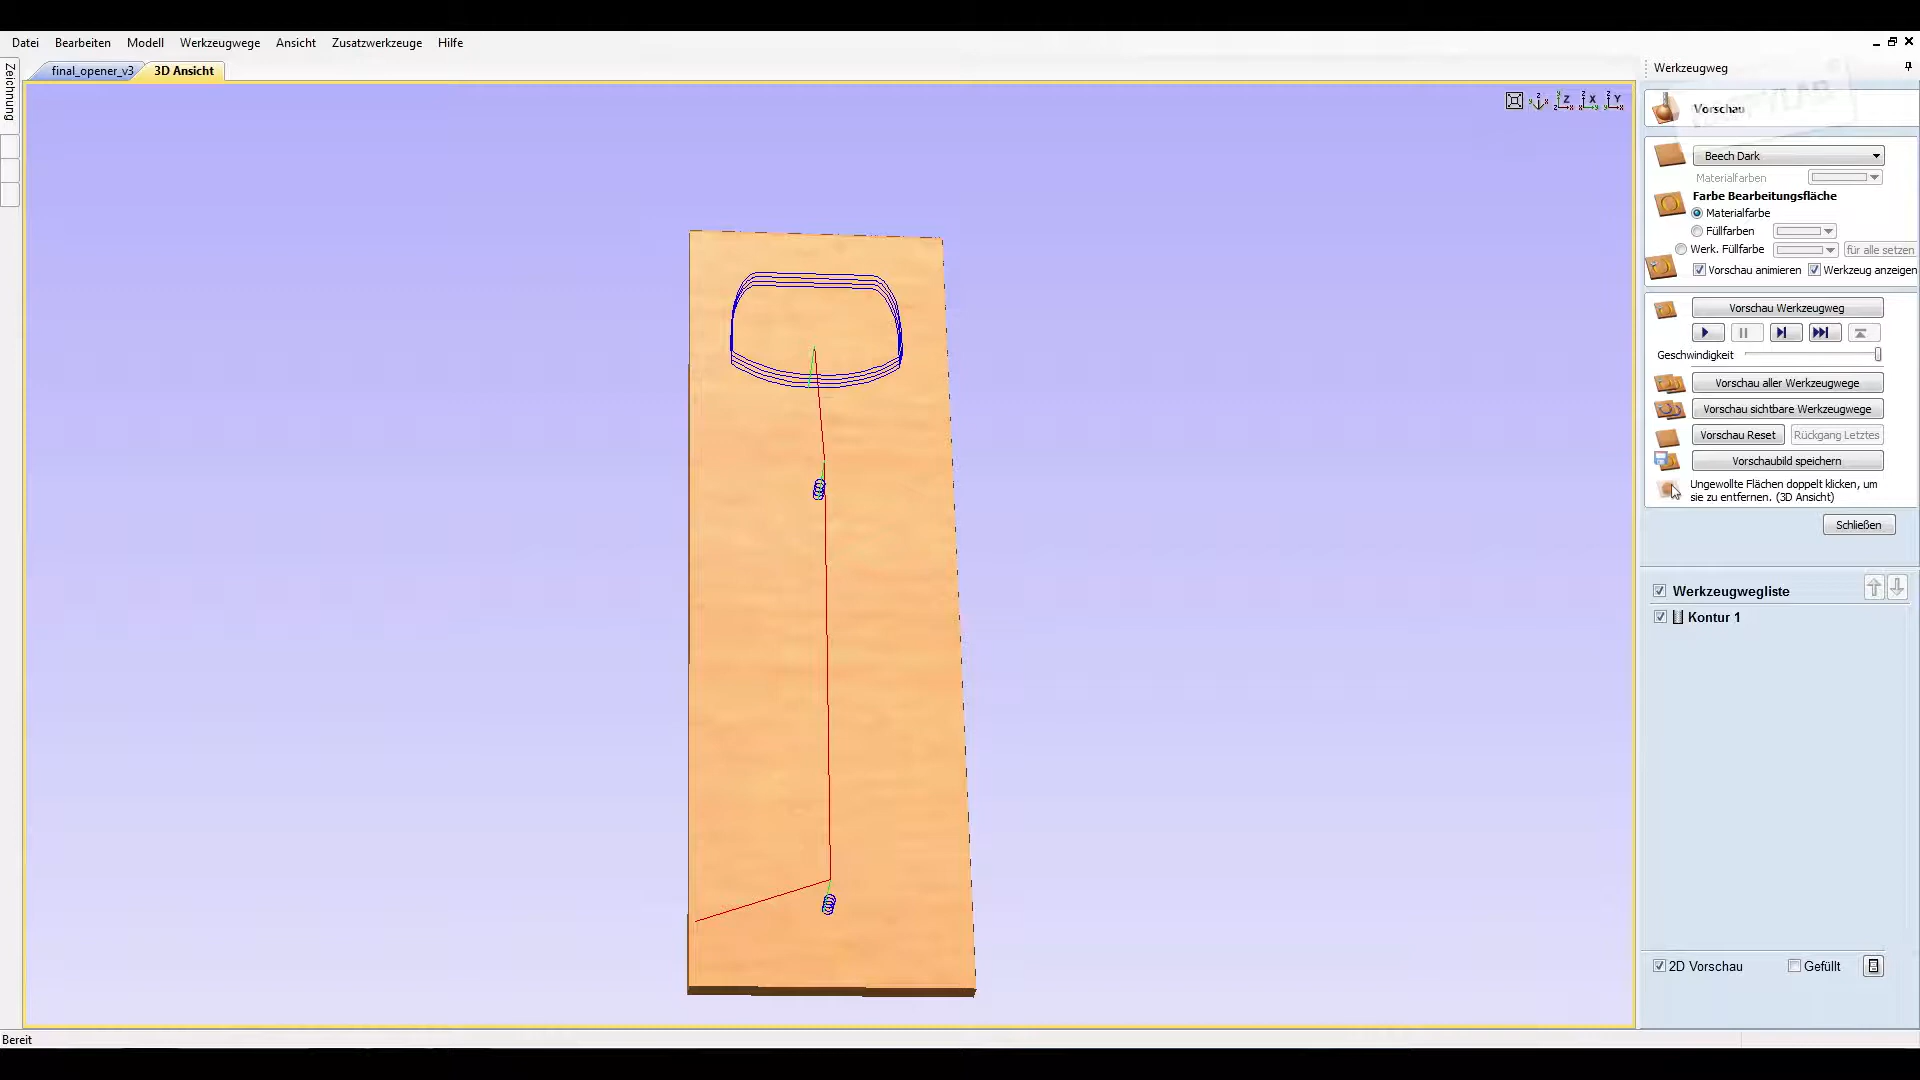 Datei Bearbeiten Modell Werkzeugwege Ansicht Zusatzwerkzeuge Hilfe
Zeichnung
final_opener_v3 3D Ansicht
Z X Y
Werkzeugweg
Vorschau
Beech Dark
Materialfarben
Farbe Bearbeitungsfläche
Materialfarbe
Füllfarben
Werk. Füllfarbe für alle setzen
Vorschau animieren Werkzeug anzeigen
Vorschau Werkzeugweg
Geschwindigkeit
Vorschau aller Werkzeugwege
Vorschau sichtbare Werkzeugwege
Vorschau Reset Rückgang Letztes
Vorschaubild speichern
Ungewollte Flächen doppelt klicken, um
sie zu entfernen. (3D Ansicht)
Schließen
Werkzeugwegliste
Kontur 1
2D Vorschau Gefüllt
Bereit